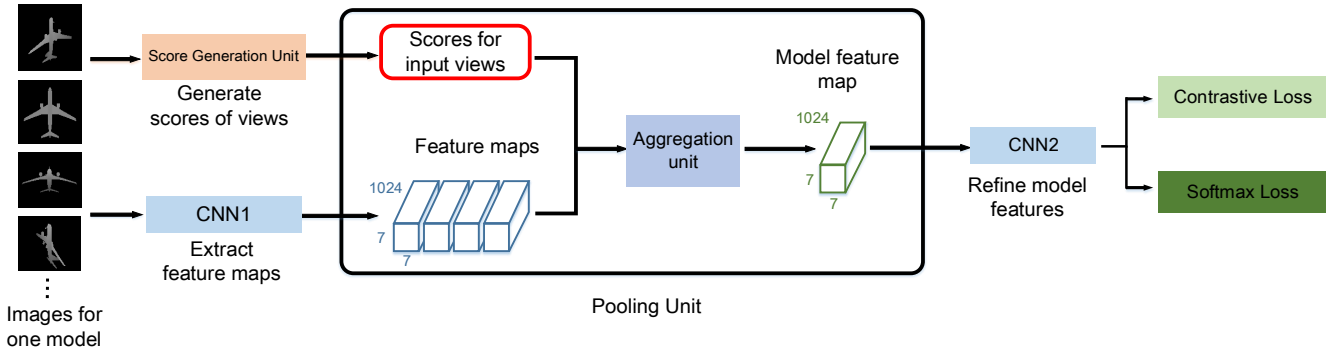 Score Generation Unit
Generate
scores of views
Scores for
input views
Model feature
map
Feature maps
1024
7
7
Aggregation
unit
1024
7
7
CNN1
Extract
feature maps
CNN2
Refine model
features
Contrastive Loss
Softmax Loss
Pooling Unit
Images for
one model